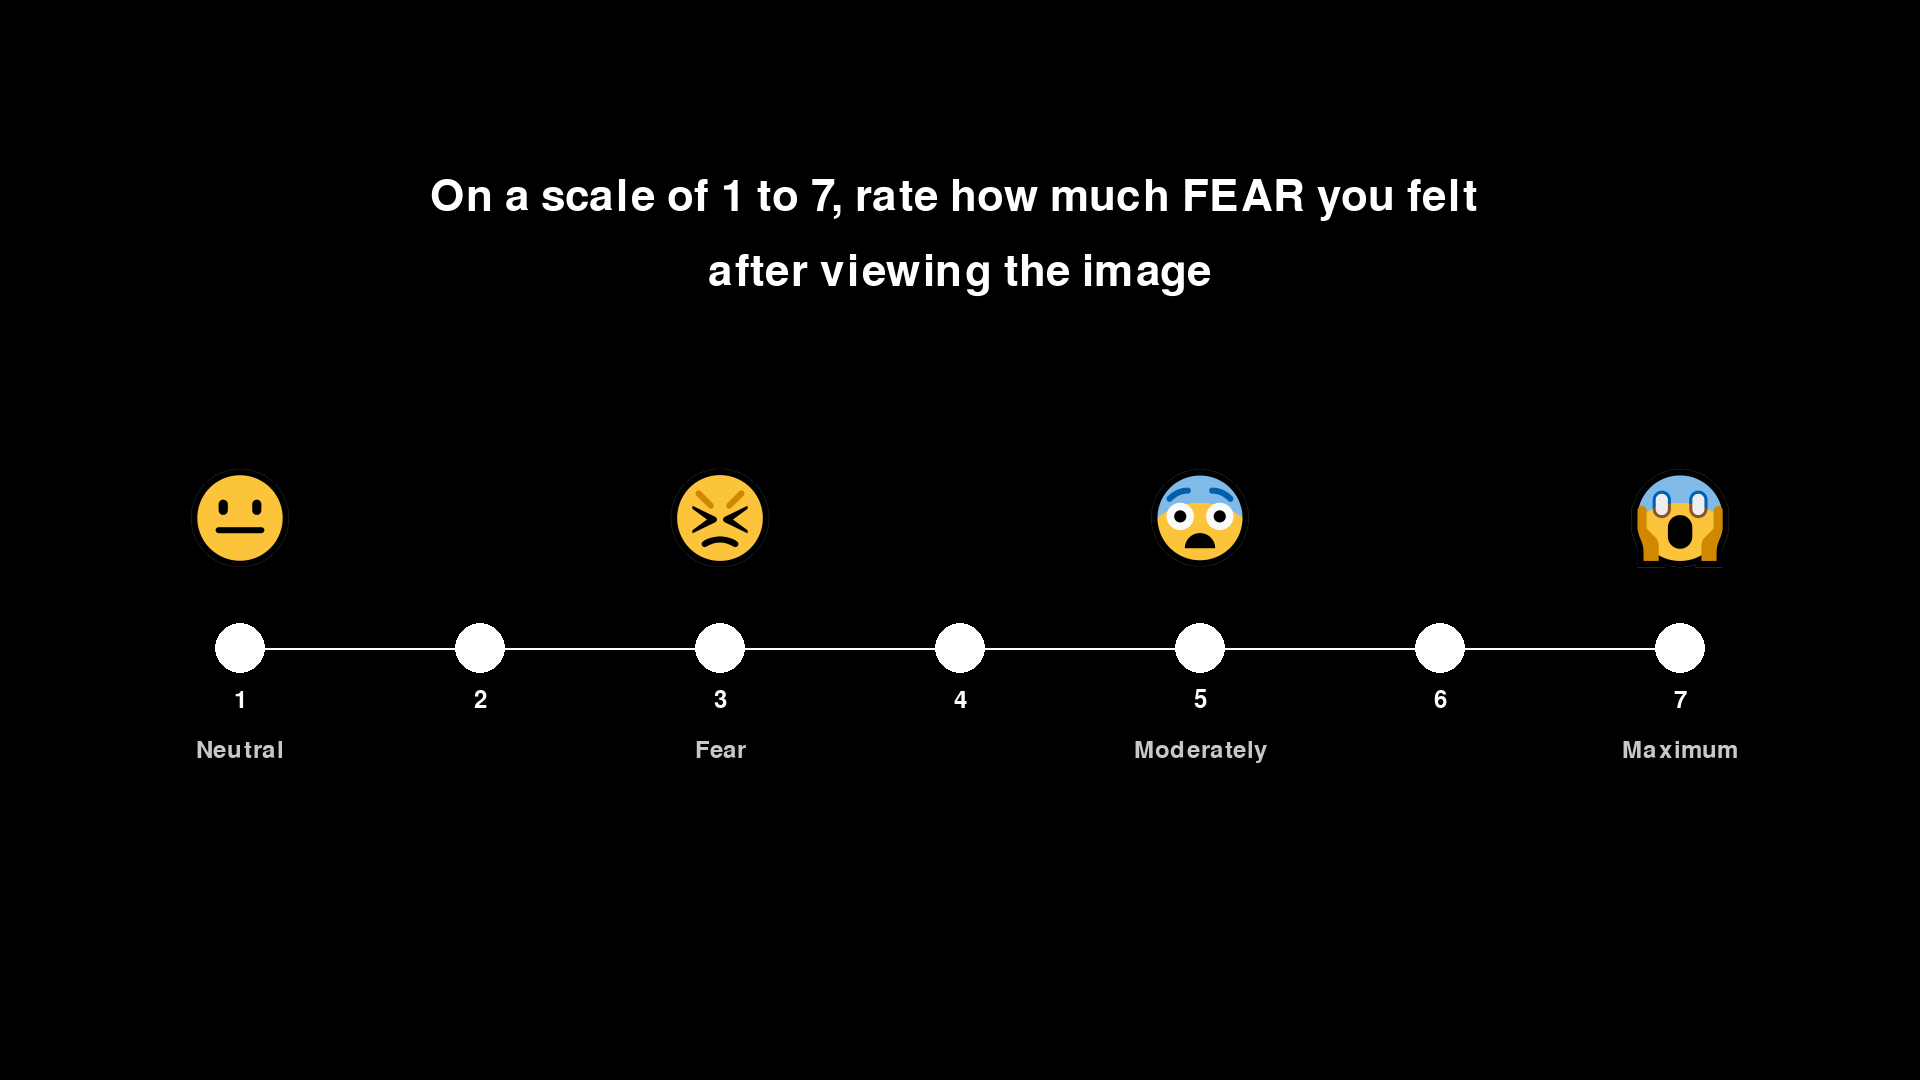 On a scale of 1 to 7, rate how much FEAR you felt
after viewing the image
1 2 3 4 5 6 7
Neutral Fear Moderately Maximum